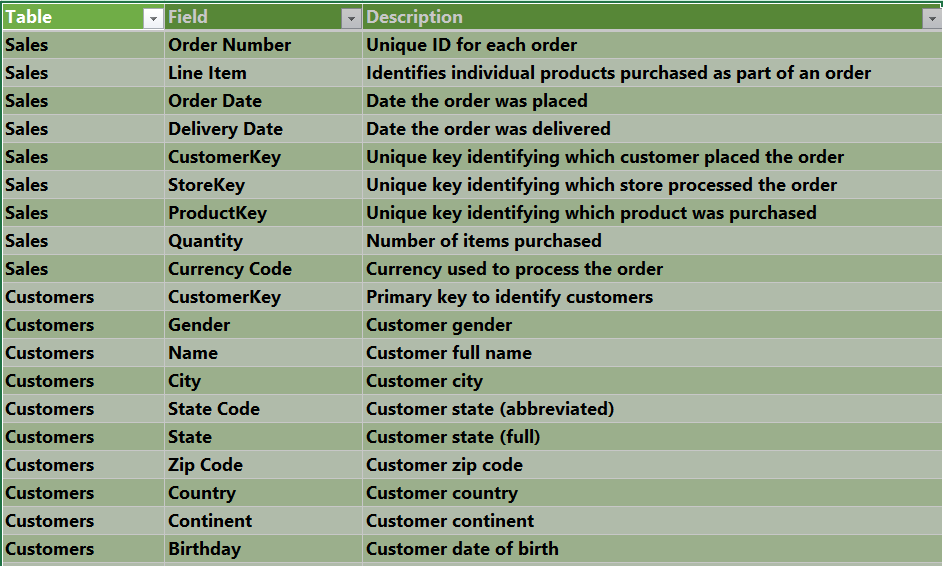 Table Field Description
Sales Order Number Unique ID for each order
Sales Line Item Identifies individual products purchased as part of an order
Sales Order Date Date the order was placed
Sales Delivery Date Date the order was delivered
Sales CustomerKey Unique key identifying which customer placed the order
Sales StoreKey Unique key identifying which store processed the order
Sales ProductKey Unique key identifying which product was purchased
Sales Quantity Number of items purchased
Sales Currency Code Currency used to process the order
Customers CustomerKey Primary key to identify customers
Customers Gender Customer gender
Customers Name Customer full name
Customers City Customer city
Customers State Code Customer state (abbreviated)
Customers State Customer state (full)
Customers Zip Code Customer zip code
Customers Country Customer country
Customers Continent Customer continent
Customers Birthday Customer date of birth